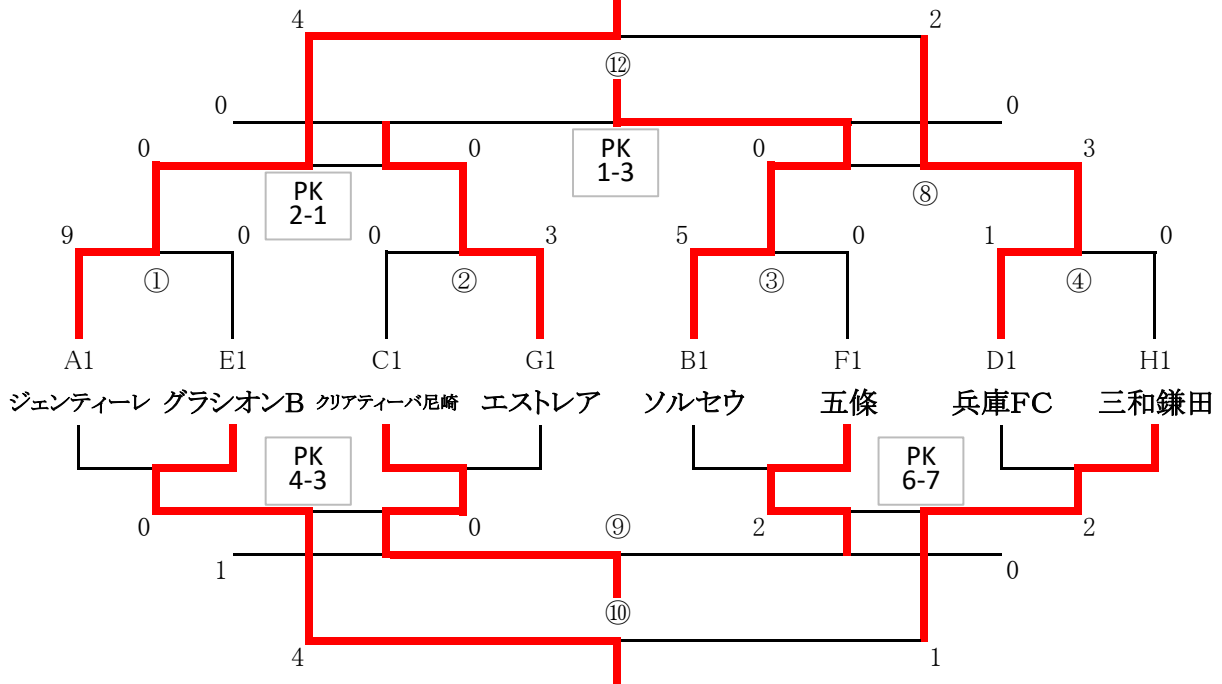 4 2
⑫
0 0
0 0 PK 0 3
1-3
PK ⑧
2-1
9 0 0 3 5 0 1 0
① ② ③ ④
A1 E1 C1 G1 B1 F1 D1 H1
ジェンティーレ グラシオンB クリアティーバ尼崎 エストレア ソルセウ 五條 兵庫FC 三和鎌田
PK PK
4-3 6-7
0 0 ⑨ 2 2
1 0
⑩
4 1